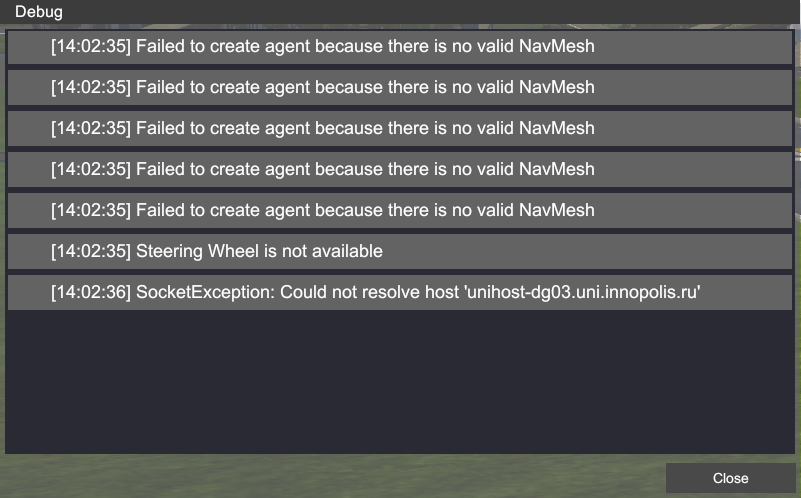 Debug
[14:02:35] Failed to create agent because there is no valid NavMesh
[14:02:35] Failed to create agent because there is no valid NavMesh
[14:02:35] Failed to create agent because there is no valid NavMesh
[14:02:35] Failed to create agent because there is no valid NavMesh
[14:02:35] Failed to create agent because there is no valid NavMesh
[14:02:35] Steering Wheel is not available
[14:02:36] SocketException: Could not resolve host 'unihost-dg03.uni.innopolis.ru'
Close